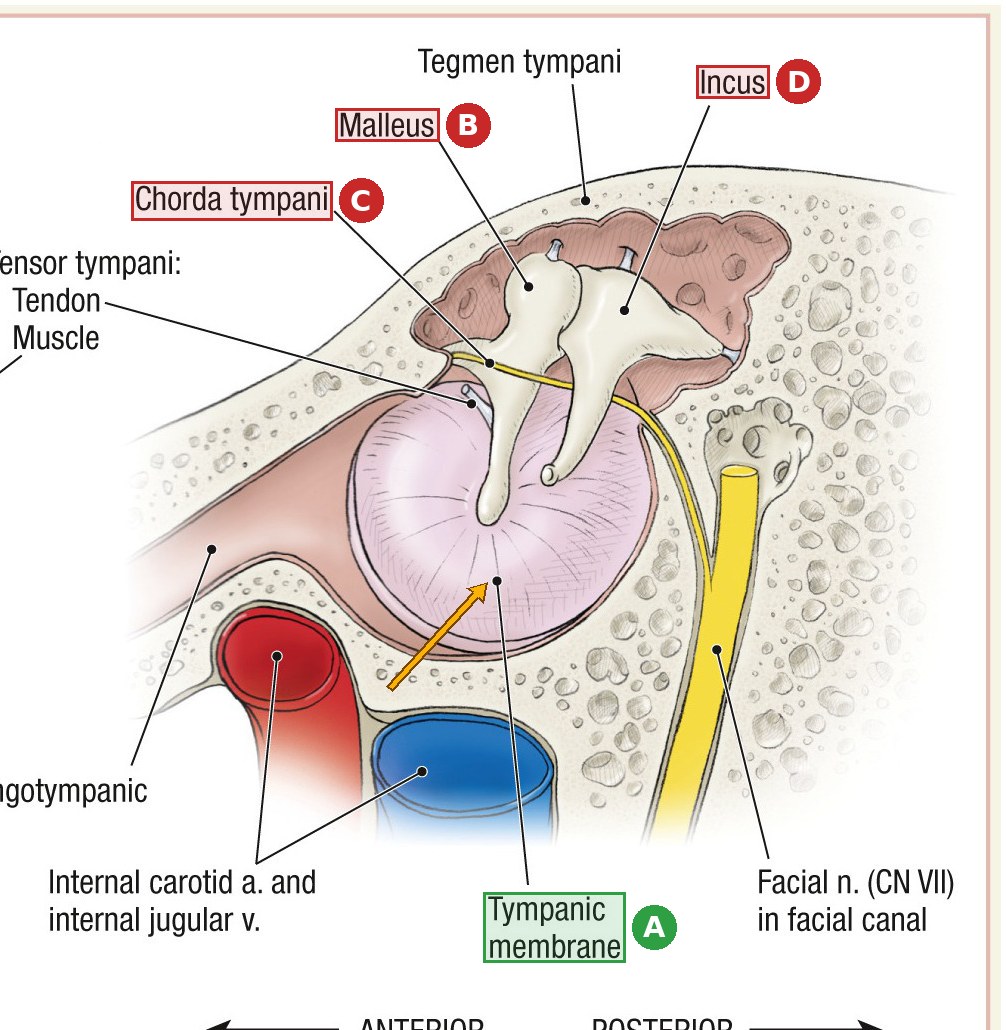 Tegmen tympani
Incus D
Malleus B
Chorda tympani C
ensor tympani:
Tendon
Muscle
gotympanic
Internal carotid a. and
internal jugular v.
Tympanic
membrane A
Facial n. (CN VII)
in facial canal
ANTERIOR
POSTERIOR